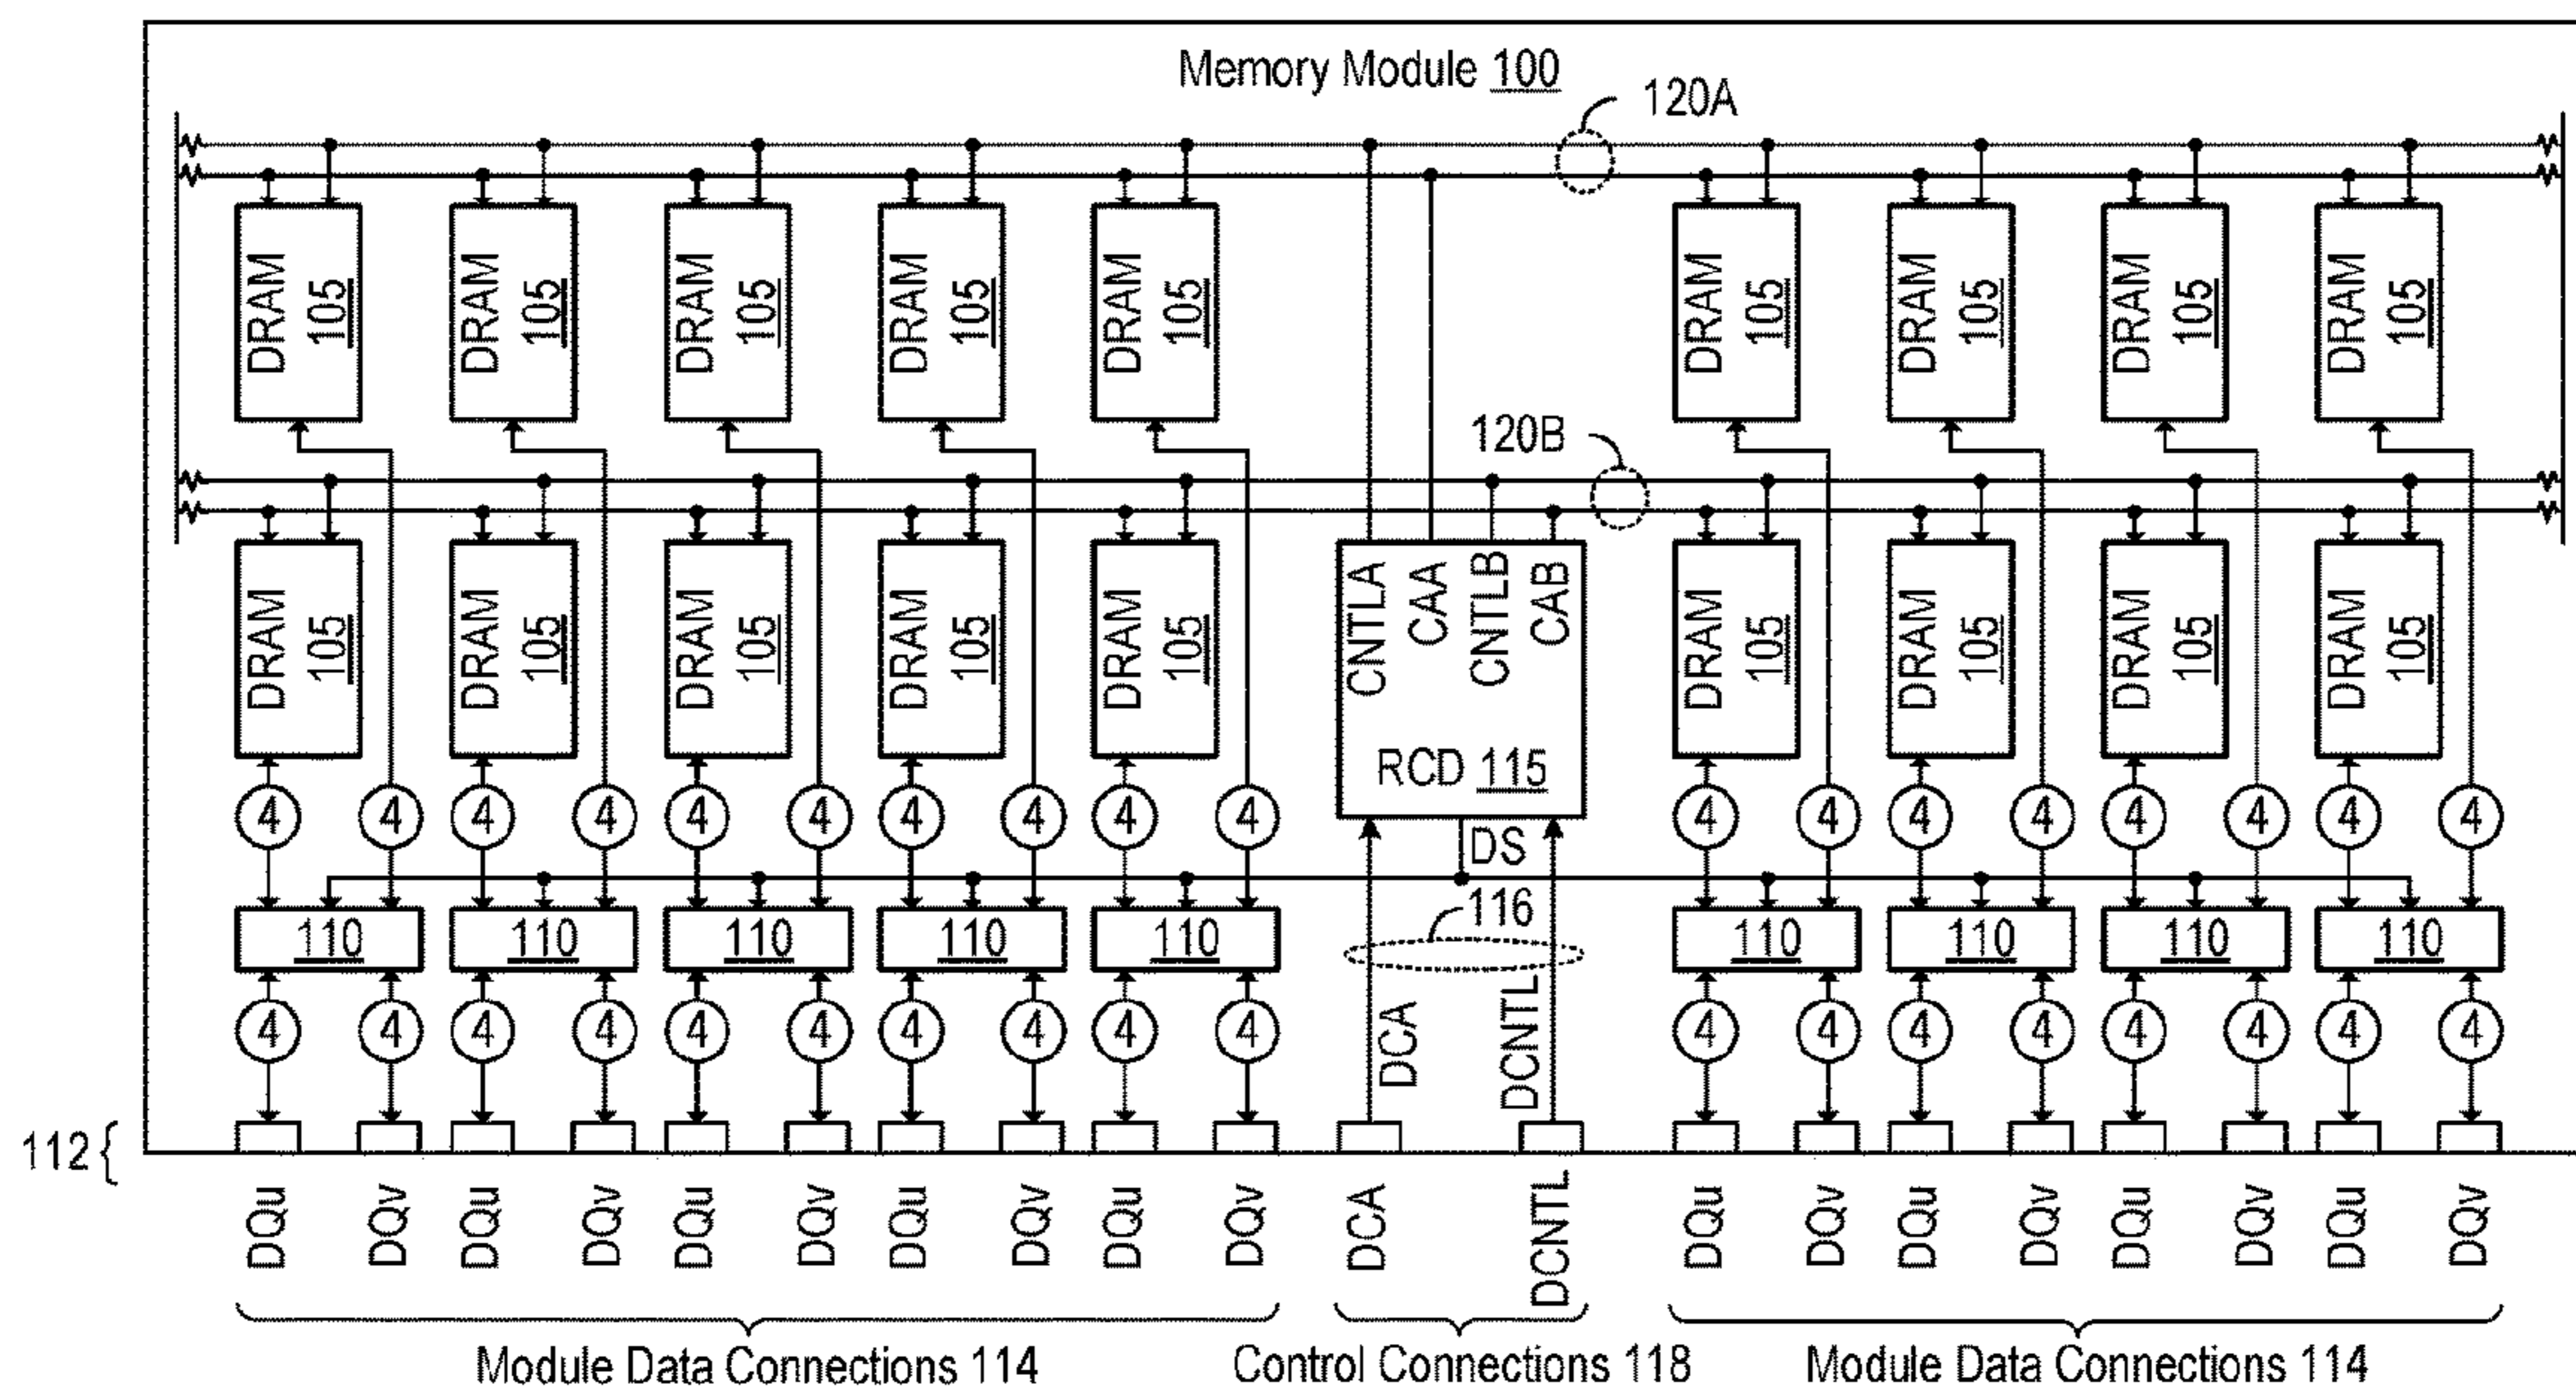 Memory Module 100
120A
DRAM 105 DRAM 105 DRAM 105 DRAM 105 DRAM 105 DRAM 105 DRAM 105 DRAM 105 DRAM 105
120B
DRAM 105 DRAM 105 DRAM 105 DRAM 105 DRAM 105 CNTLA CAA CNTLB CAB DRAM 105 DRAM 105 DRAM 105 DRAM 105
RCD 115
4 4 4 4 4 4 4 4 4 4 4 4 4 4 4 4 4 4
DS
116
110 110 110 110 110 110 110 110 110
4 4 4 4 4 4 4 4 4 4 DCA DCNTL 4 4 4 4 4 4 4 4
112
DQu DQv DQu DQv DQu DQv DQu DQv DQu DQv DCA DCNTL DQu DQv DQu DQv DQu DQv DQu DQv
Module Data Connections 114 Control Connections 118 Module Data Connections 114